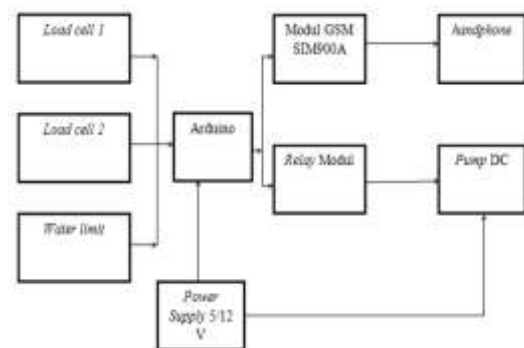 Load cell 1
Load cell 2
Water limit
Arduino
Modul GSM
SIM900A
handphone
Relay Modul
Pump DC
Power
Supply 5/12
V